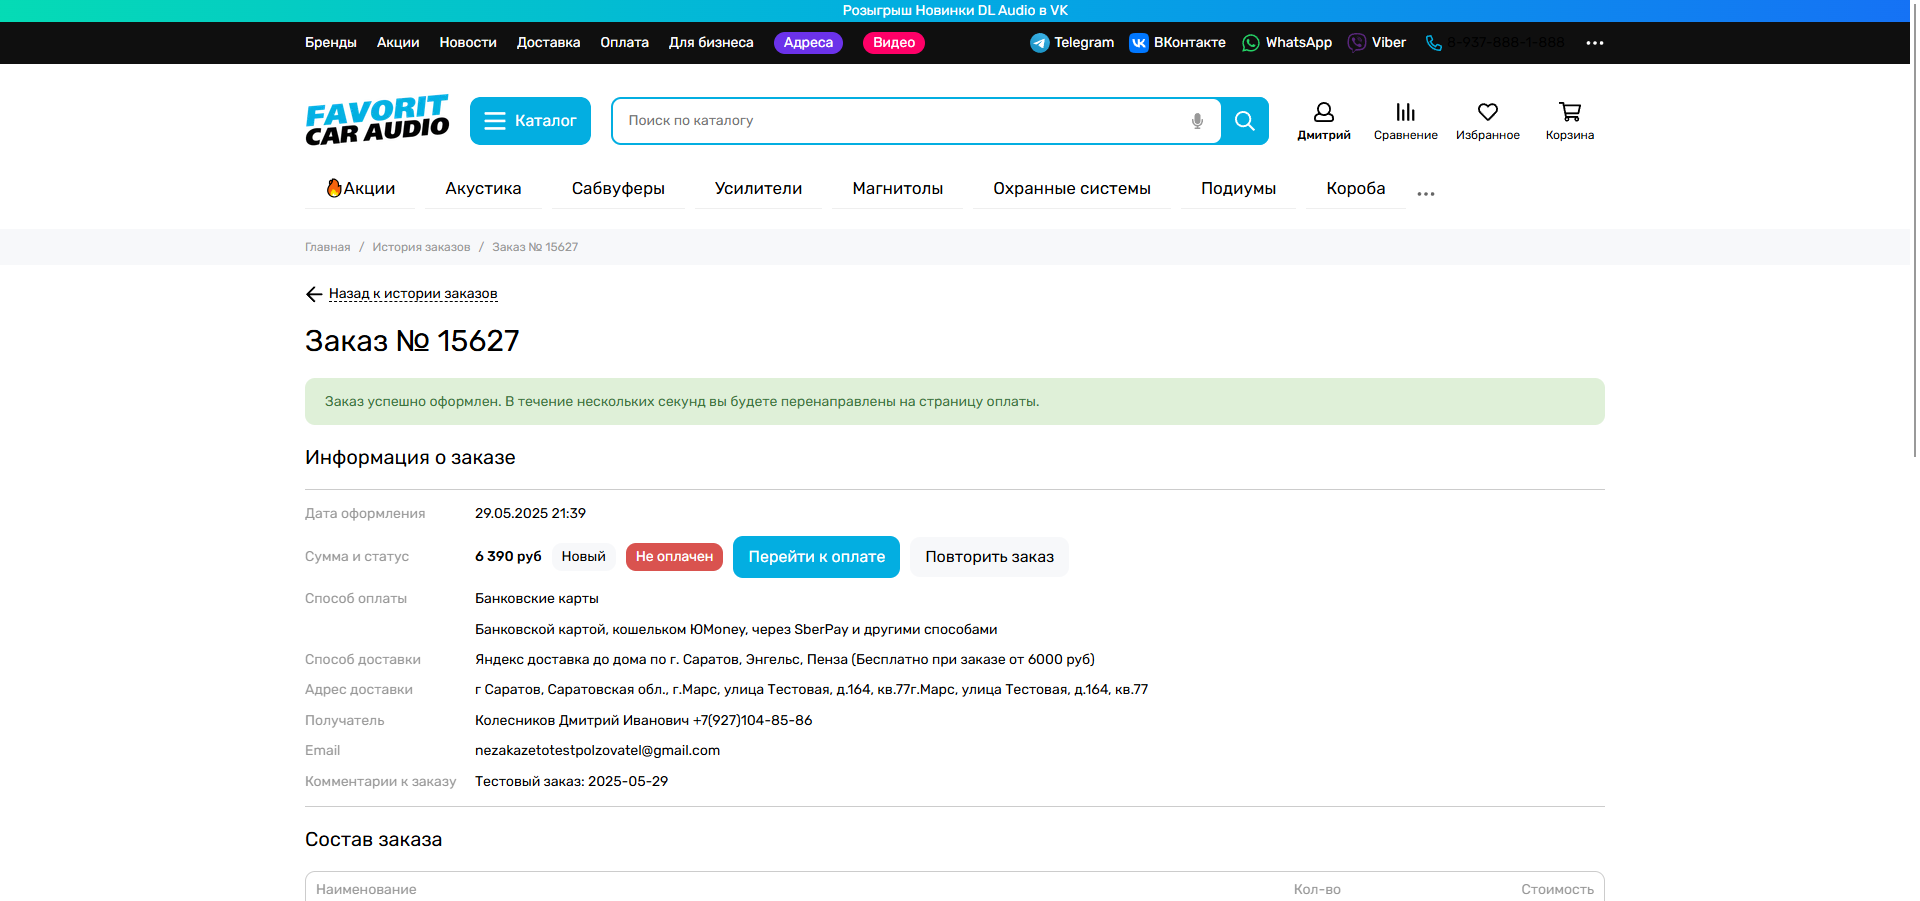 Розыгрыш Новинки DL Audio в VK
Бренды Акции Новости Доставка Оплата Для бизнеса Адреса Видео Telegram ВКонтакте WhatsApp Viber 8-937-888-1-888
FAVORIT
CAR AUDIO
Каталог
Поиск по каталогу
Дмитрий Сравнение Избранное Корзина
Акции Акустика Сабвуферы Усилители Магнитолы Охранные системы Подиумы Короба
Главная / История заказов / Заказ № 15627
Назад к истории заказов
Заказ № 15627
Заказ успешно оформлен. В течение нескольких секунд вы будете перенаправлены на страницу оплаты.
Информация о заказе
Дата оформления 29.05.2025 21:39
Сумма и статус 6 390 руб Новый Не оплачен Перейти к оплате Повторить заказ
Способ оплаты Банковские карты
Банковской картой, кошельком ЮMoney, через SberPay и другими способами
Способ доставки Яндекс доставка до дома по г. Саратов, Энгельс, Пенза (Бесплатно при заказе от 6000 руб)
Адрес доставки г Саратов, Саратовская обл., г.Марс, улица Тестовая, д.164, кв.77г.Марс, улица Тестовая, д.164, кв.77
Получатель Колесников Дмитрий Иванович +7(927)104-85-86
Email nezakazetotestpolzovatel@gmail.com
Комментарии к заказу Тестовый заказ: 2025-05-29
Состав заказа
Наименование Кол-во Стоимость